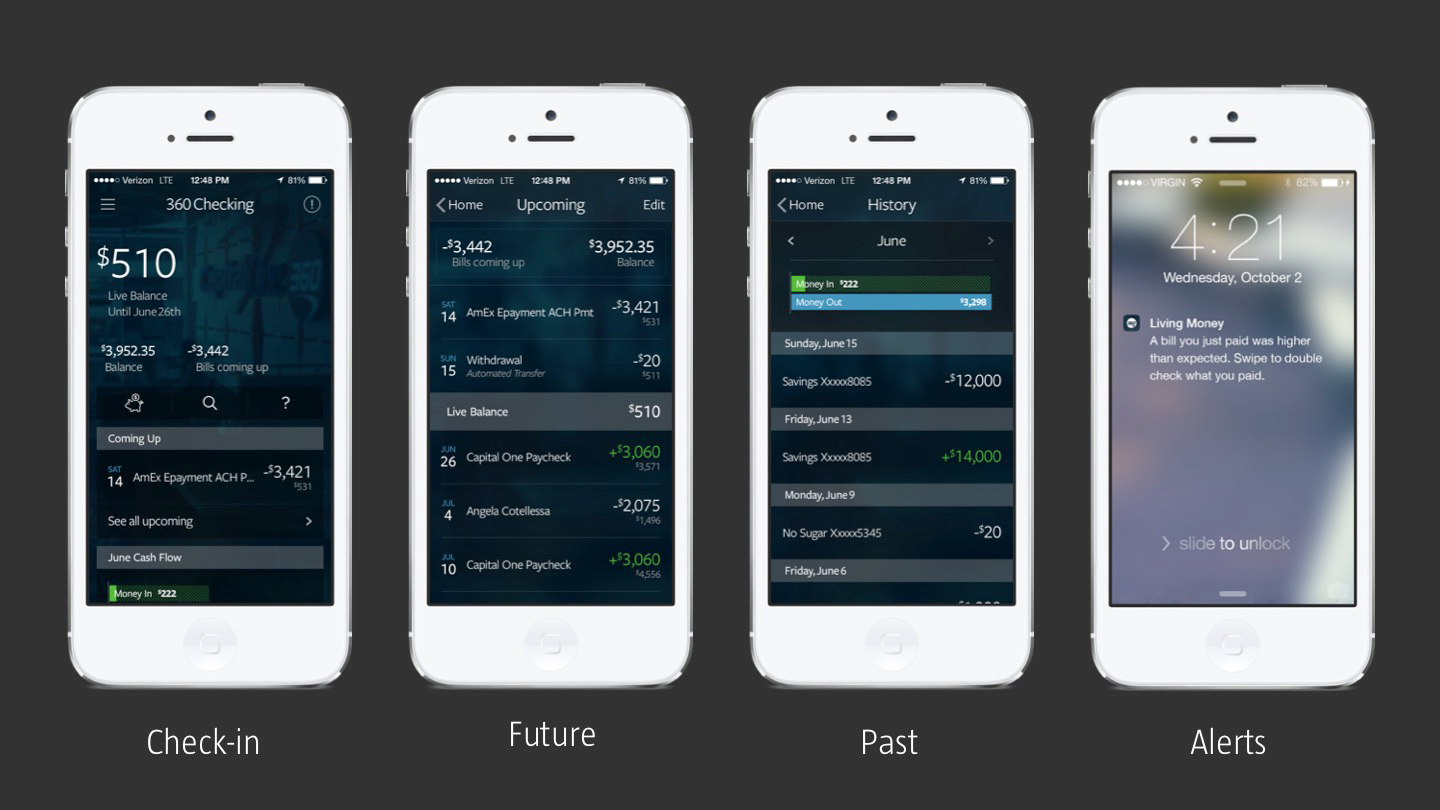 Verizon LTE 12:48 PM 81%
360 Checking
$510
Live Balance
Until June 26th
$3,952.35 -$3,442
Balance Bills coming up
?
Coming Up
SAT
14 AmEx Epayment ACH P... -$3,421
$531
See all upcoming
June Cash Flow
Money In $222
Check-in
Verizon LTE 12:48 PM 81%
Home Upcoming Edit
-$3,442 $3,952.35
Bills coming up Balance
SAT
14 AmEx Epayment ACH Pmt -$3,421
$531
SUN
15 Withdrawal -$20
Automated Transfer $511
Live Balance $510
JUN
26 Capital One Paycheck +$3,060
$3,571
JUL
4 Angela Cotellessa -$2,075
$1,496
JUL
10 Capital One Paycheck +$3,060
$4,556
Future
Verizon LTE 12:48 PM 81%
Home History
June
Money In $222
Money Out $3,298
Sunday, June 15
Savings Xxxxx8085 -$12,000
Friday, June 13
Savings Xxxxx8085 +$14,000
Monday, June 9
No Sugar Xxxxx5345 -$20
Friday, June 6
Past
VIRGIN 82%
4:21
Wednesday, October 2
Living Money
A bill you just paid was higher
than expected. Swipe to double
check what you paid.
slide to unlock
Alerts